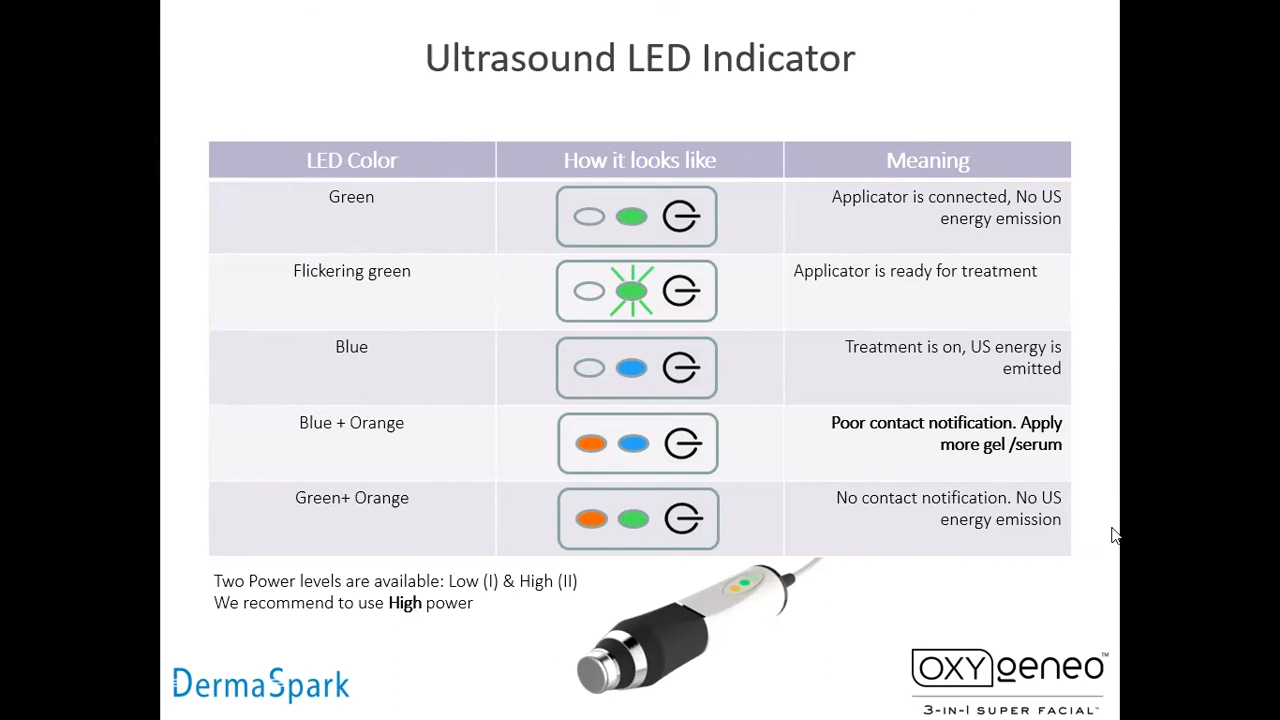 Ultrasound LED Indicator
LED Color How it looks like Meaning
Green Applicator is connected, No US
energy emission
Flickering green Applicator is ready for treatment
Blue Treatment is on, US energy is
emitted
Blue + Orange Poor contact notification. Apply
more gel /serum
Green+ Orange No contact notification. No US
energy emission
Two Power levels are available: Low (I) & High (II)
We recommend to use High power
DermaSpark
OXYgeneo™
3-IN-1 SUPER FACIAL™